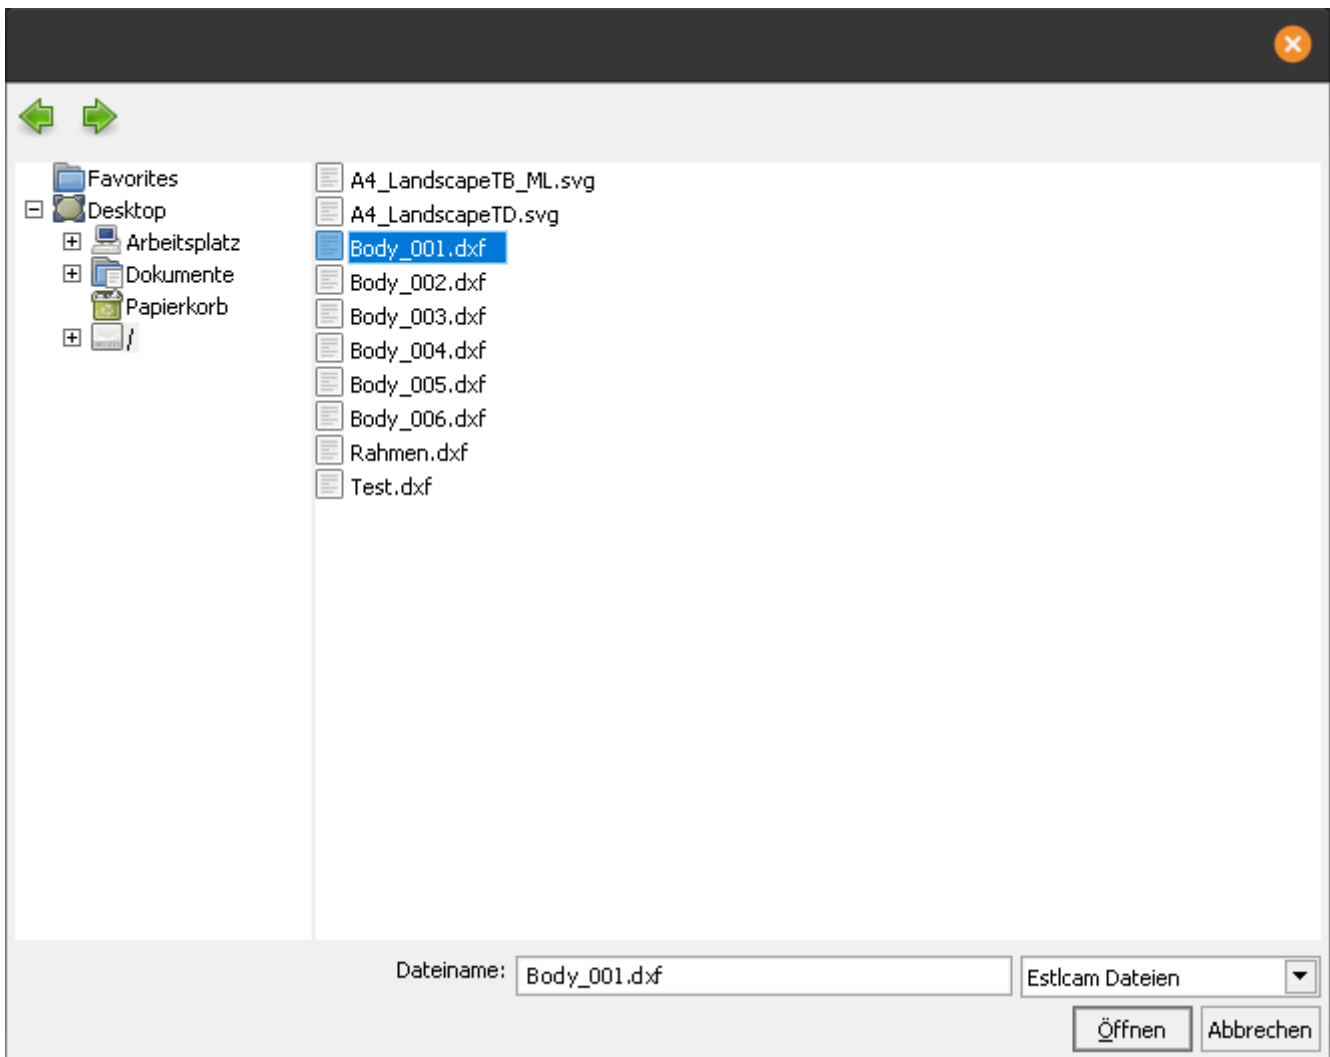 Favorites
Desktop
Arbeitsplatz
Dokumente
Papierkorb
/
A4_LandscapeTB_ML.svg
A4_LandscapeTD.svg
Body_001.dxf
Body_002.dxf
Body_003.dxf
Body_004.dxf
Body_005.dxf
Body_006.dxf
Rahmen.dxf
Test.dxf
Dateiname: Body_001.dxf Estlcam Dateien
Öffnen Abbrechen